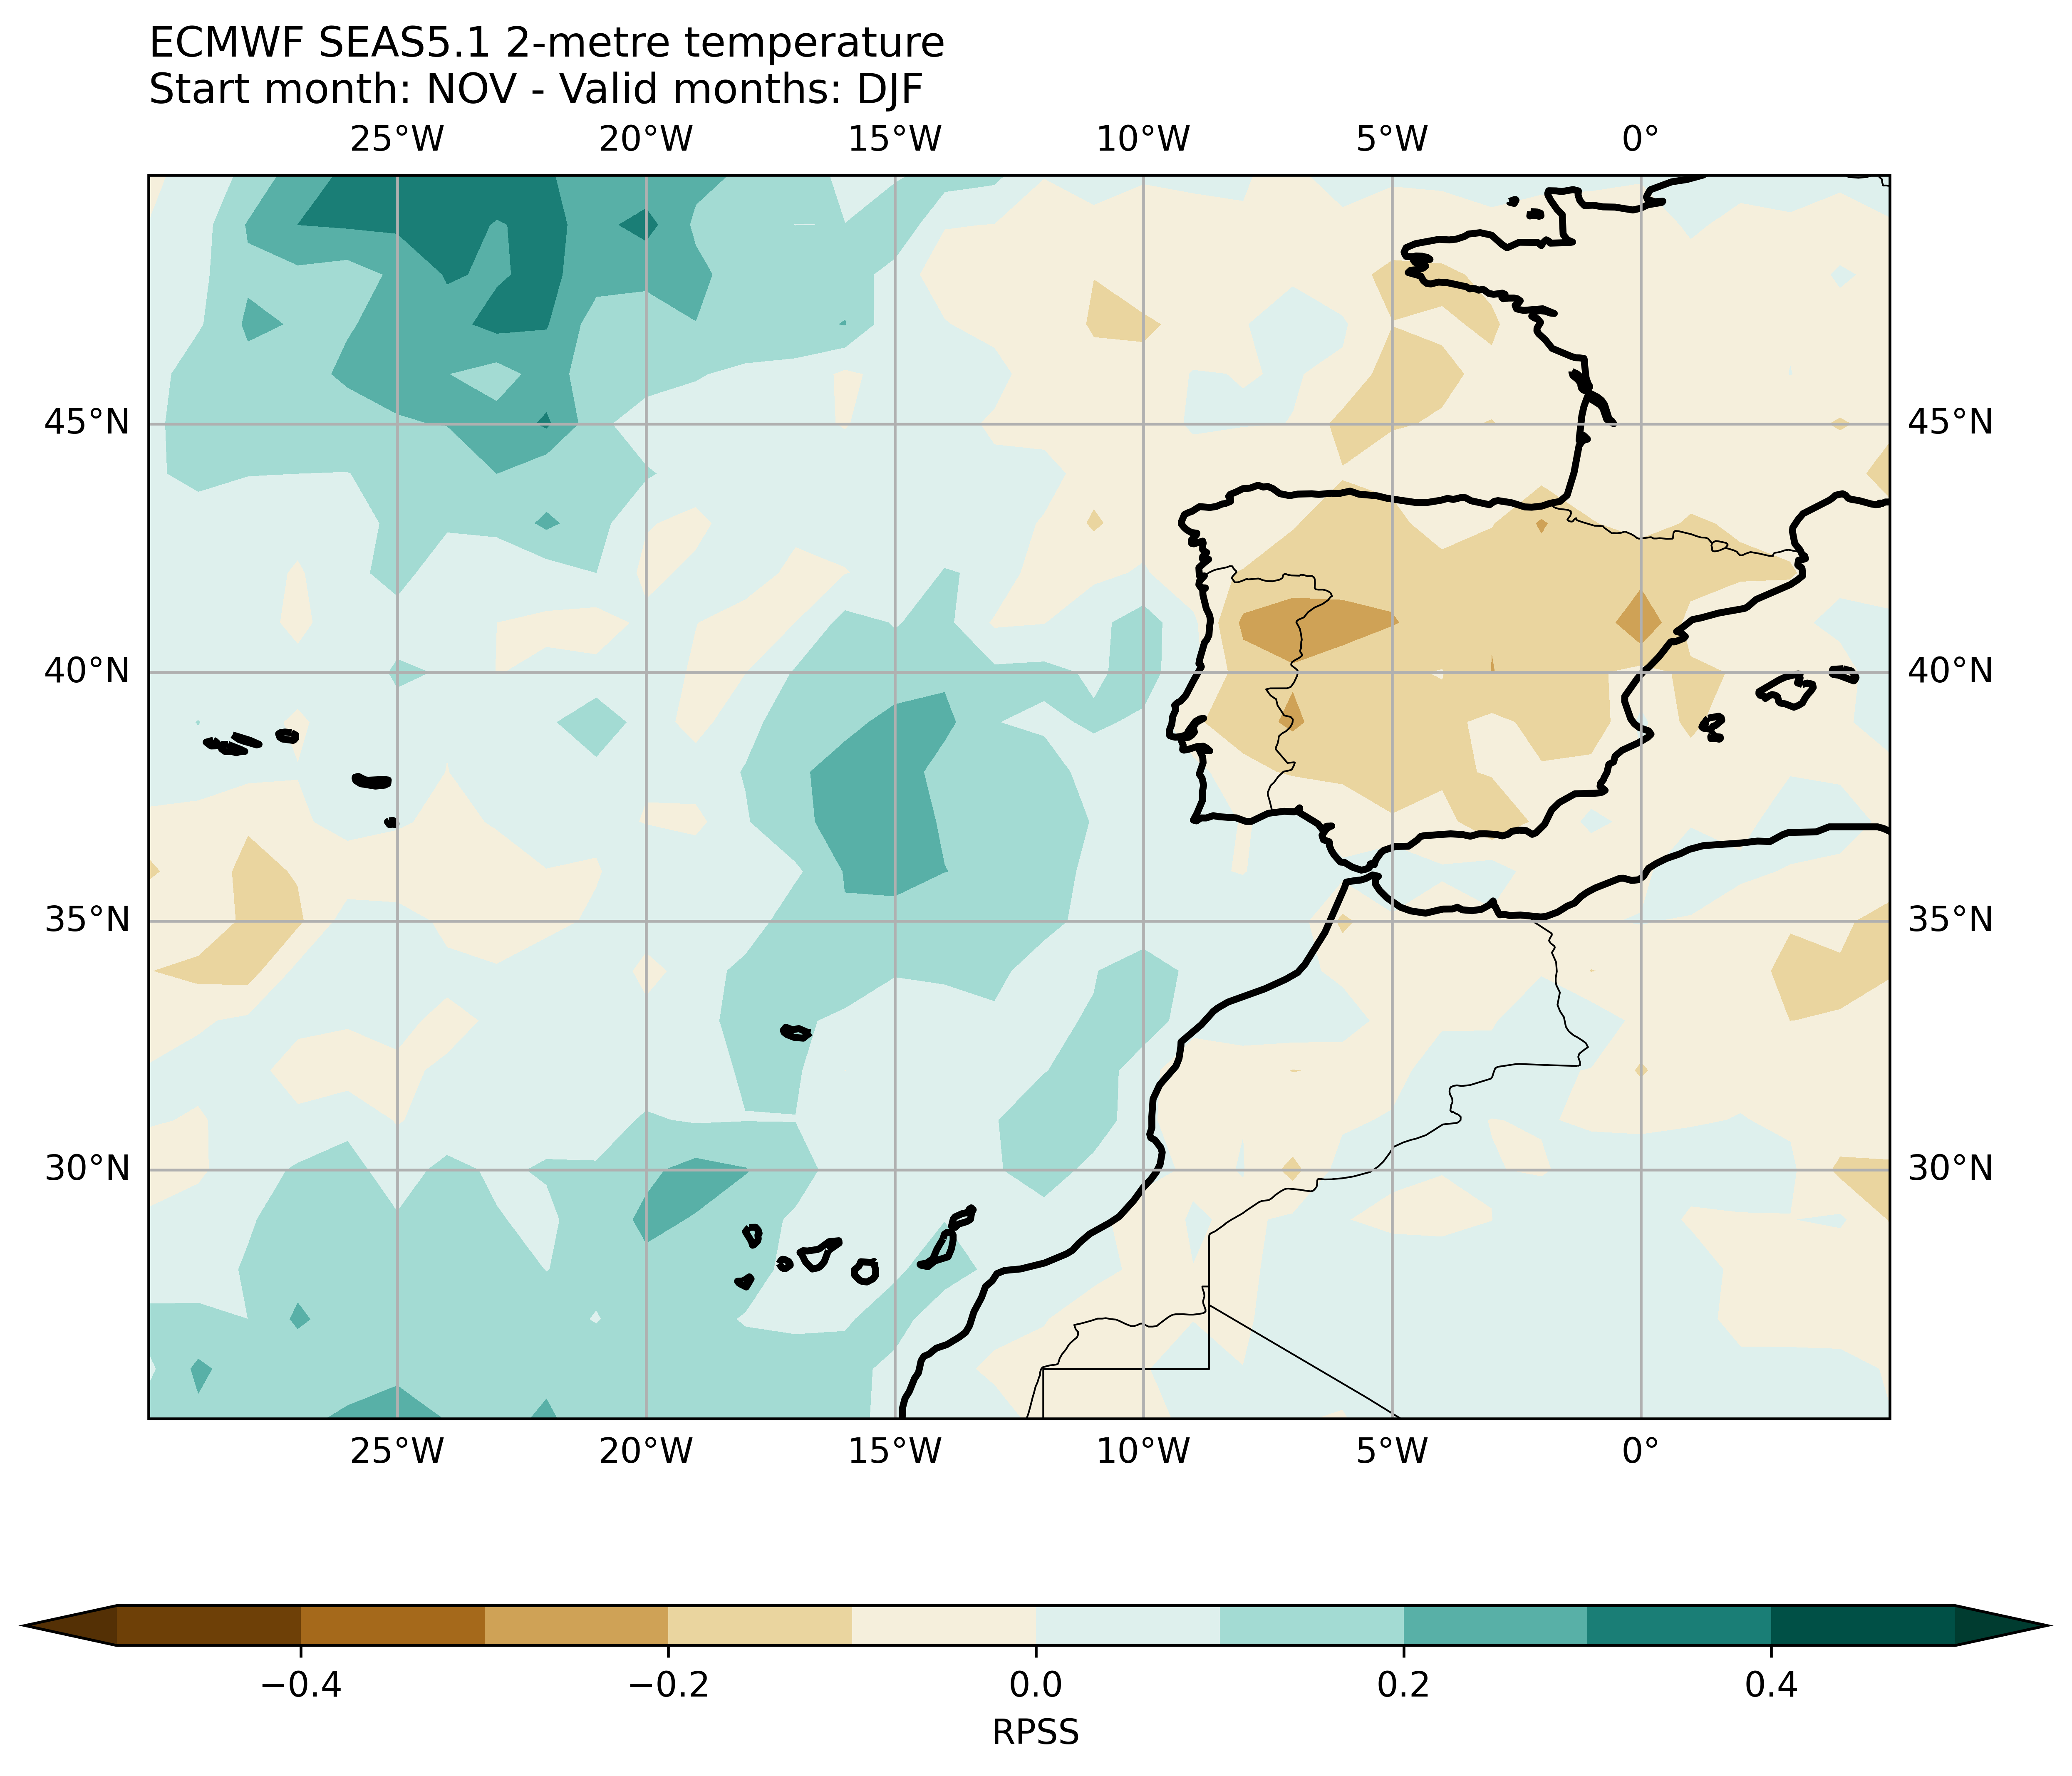 ECMWF SEAS5.1 2-metre temperature
Start month: NOV - Valid months: DJF
25°W 20°W 15°W 10°W 5°W 0°
45°N 45°N
40°N 40°N
35°N 35°N
30°N 30°N
25°W 20°W 15°W 10°W 5°W 0°
−0.4 −0.2 0.0 0.2 0.4
RPSS